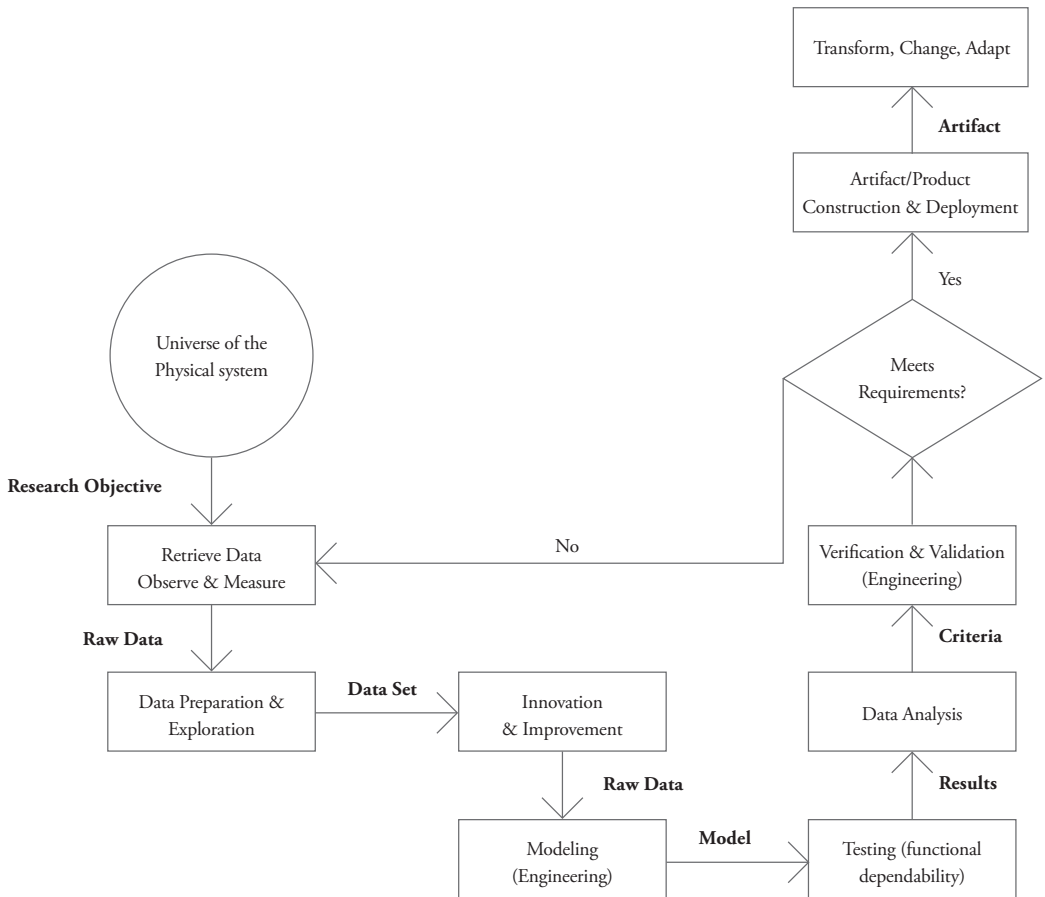 Transform, Change, Adapt
Artifact
Artifact/Product
Construction & Deployment
Yes
Universe of the
Physical system
Meets
Requirements?
Research Objective
No
Retrieve Data
Observe & Measure
Verification & Validation
(Engineering)
Raw Data
Criteria
Data Preparation &
Exploration
Data Set
Innovation
& Improvement
Data Analysis
Raw Data
Results
Modeling
(Engineering)
Model
Testing (functional
dependability)